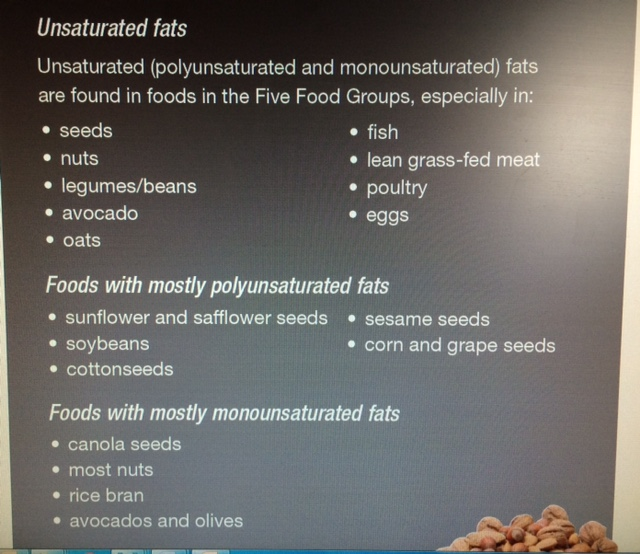 Unsaturated fats
Unsaturated (polyunsaturated and monounsaturated) fats
are found in foods in the Five Food Groups, especially in:
• seeds
• nuts
• legumes/beans
• avocado
• oats
• fish
• lean grass-fed meat
• poultry
• eggs
Foods with mostly polyunsaturated fats
• sunflower and safflower seeds
• soybeans
• cottonseeds
• sesame seeds
• corn and grape seeds
Foods with mostly monounsaturated fats
• canola seeds
• most nuts
• rice bran
• avocados and olives